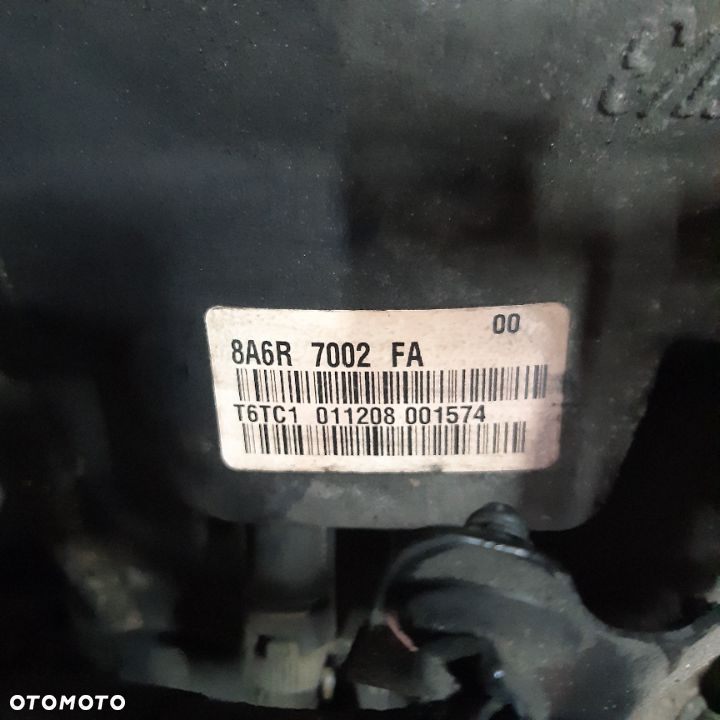 00
8A6R 7002 FA
T6TC1 011208 001574
OTOMOTO